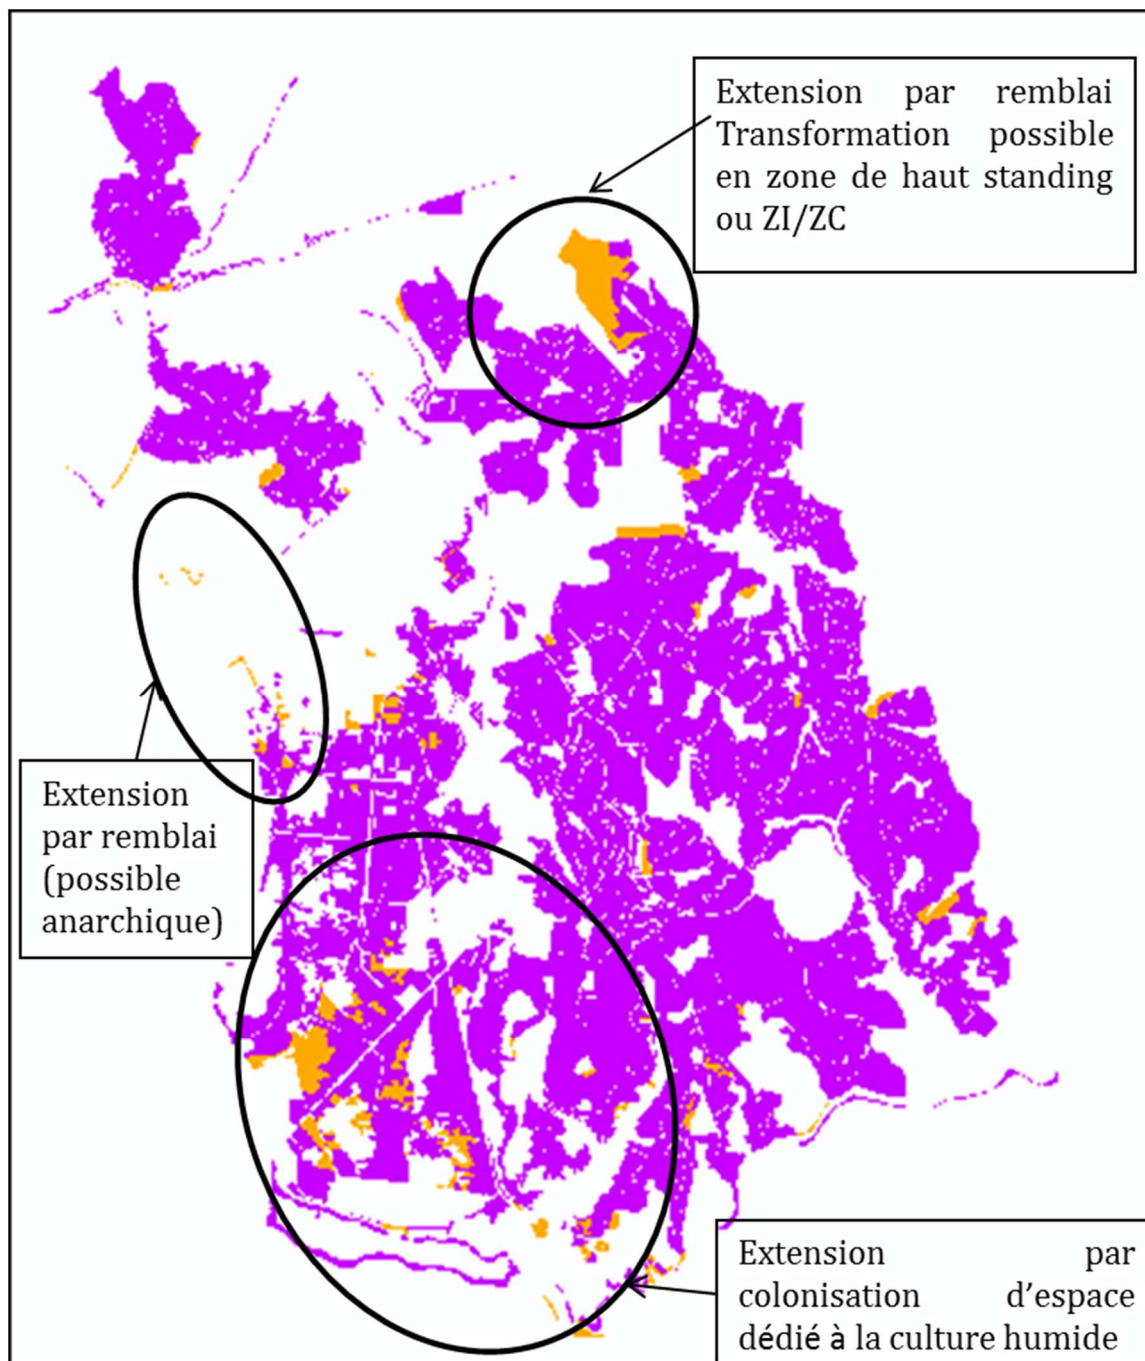 Extension par remblai
Transformation possible
en zone de haut standing
ou ZI/ZC
Extension
par remblai
(possible
anarchique)
Extension par
colonisation d'espace
dédié à la culture humide